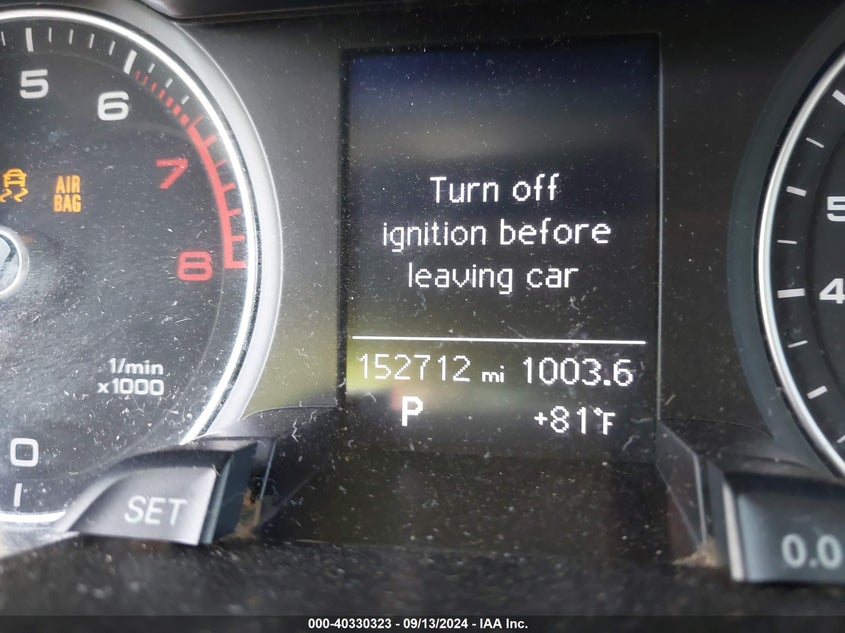 5
6
7
8
AIR
BAG
1/min
x1000
0
SET
Turn off
ignition before
leaving car
152712 mi 1003.6
P +81°F
5
4
0.0
000-40330323 - 09/13/2024 - IAA Inc.